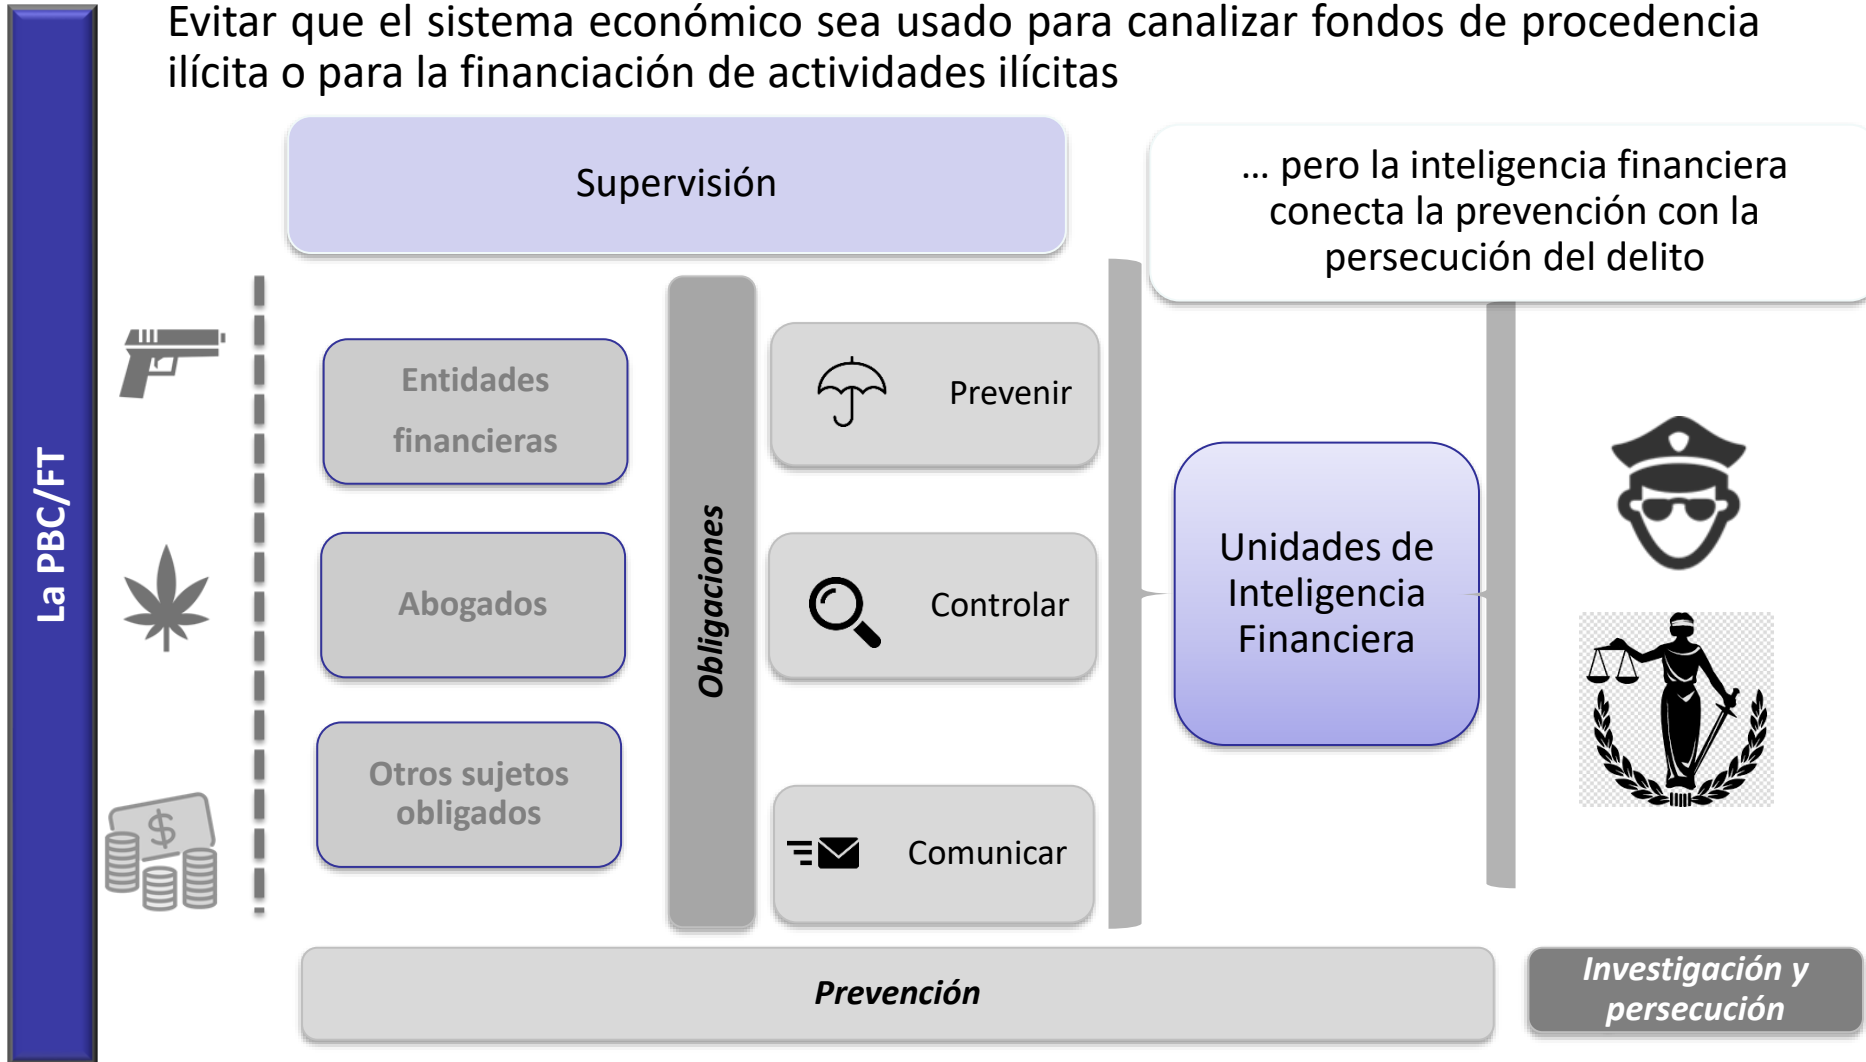 Evitar que el sistema económico sea usado para canalizar fondos de procedencia
ilícita o para la financiación de actividades ilícitas
La PBC/FT
Supervisión
... pero la inteligencia financiera
conecta la prevención con la
persecución del delito
Entidades
financieras
Abogados
Otros sujetos
obligados
Obligaciones
Prevenir
Controlar
Comunicar
Unidades de
Inteligencia
Financiera
Prevención
Investigación y
persecución